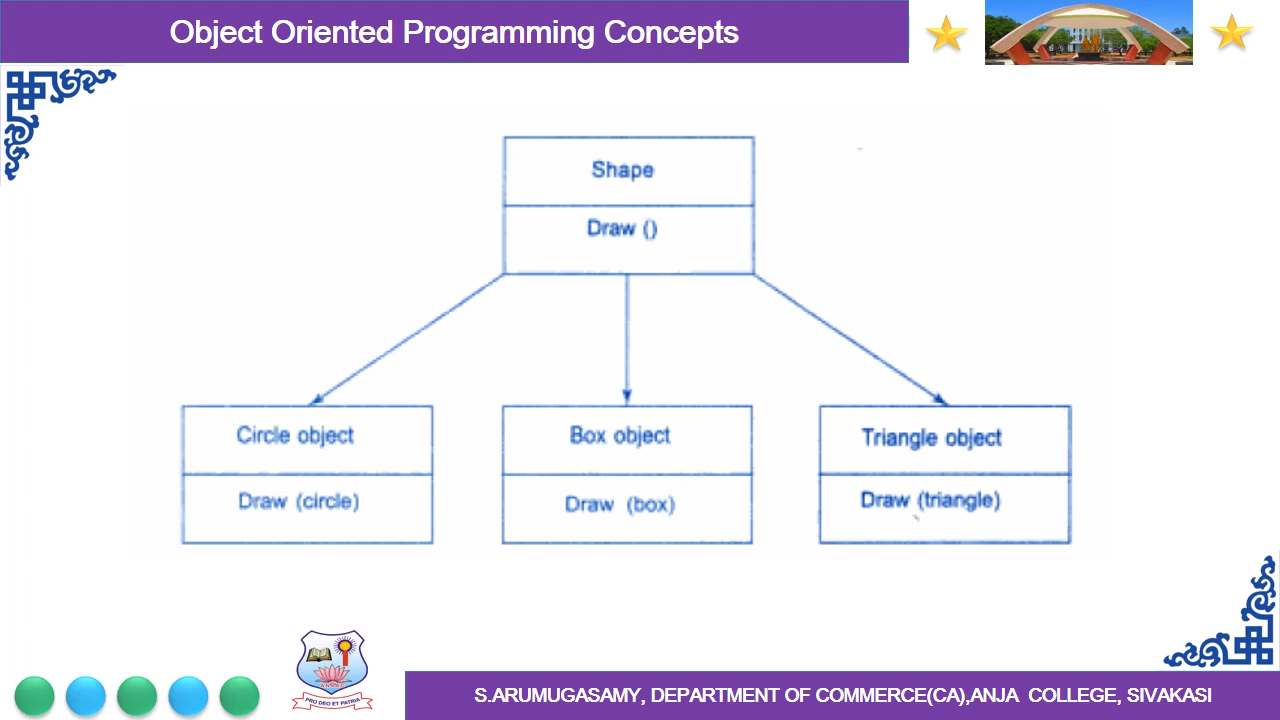 Object Oriented Programming Concepts
Shape
Draw ()
Circle object
Box object
Triangle object
Draw (circle)
Draw (box)
Draw (triangle)
PRO DEO ET PATRIA
S.ARUMUGASAMY, DEPARTMENT OF COMMERCE(CA),ANJA COLLEGE, SIVAKASI